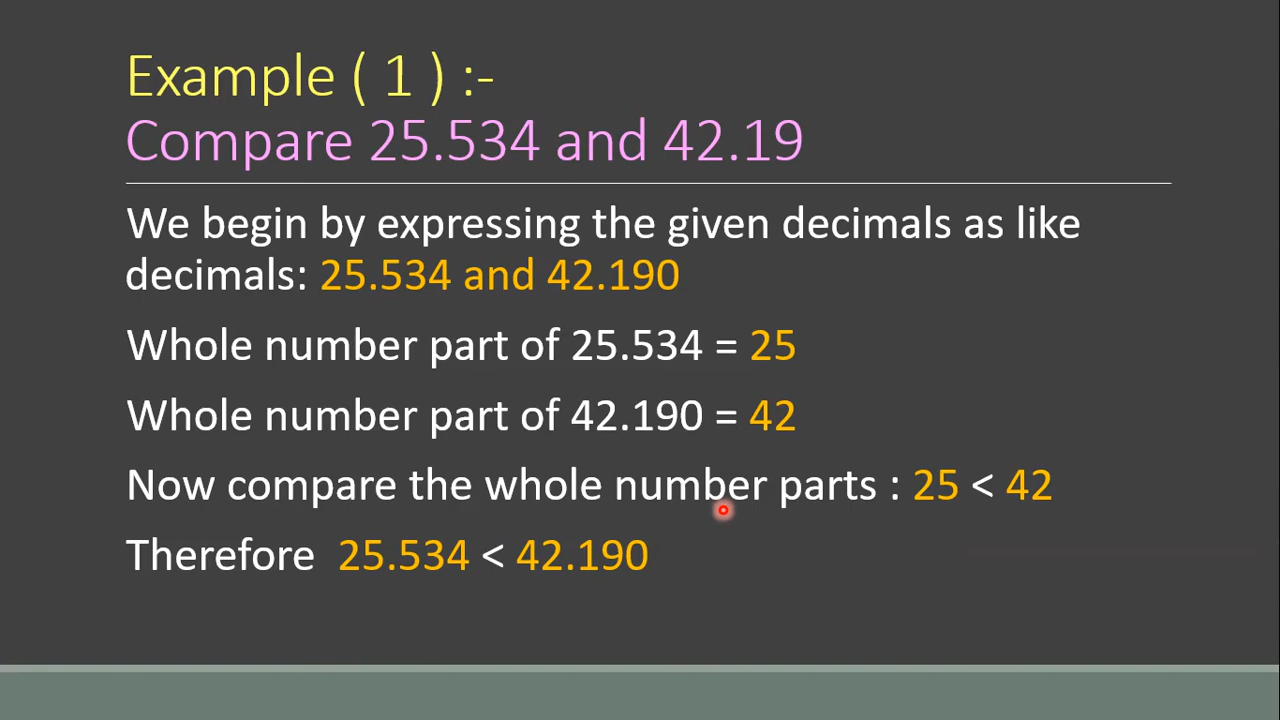 Example ( 1 ) :-
Compare 25.534 and 42.19
We begin by expressing the given decimals as like
decimals: 25.534 and 42.190
Whole number part of 25.534 = 25
Whole number part of 42.190 = 42
Now compare the whole number parts : 25 < 42
Therefore 25.534 < 42.190